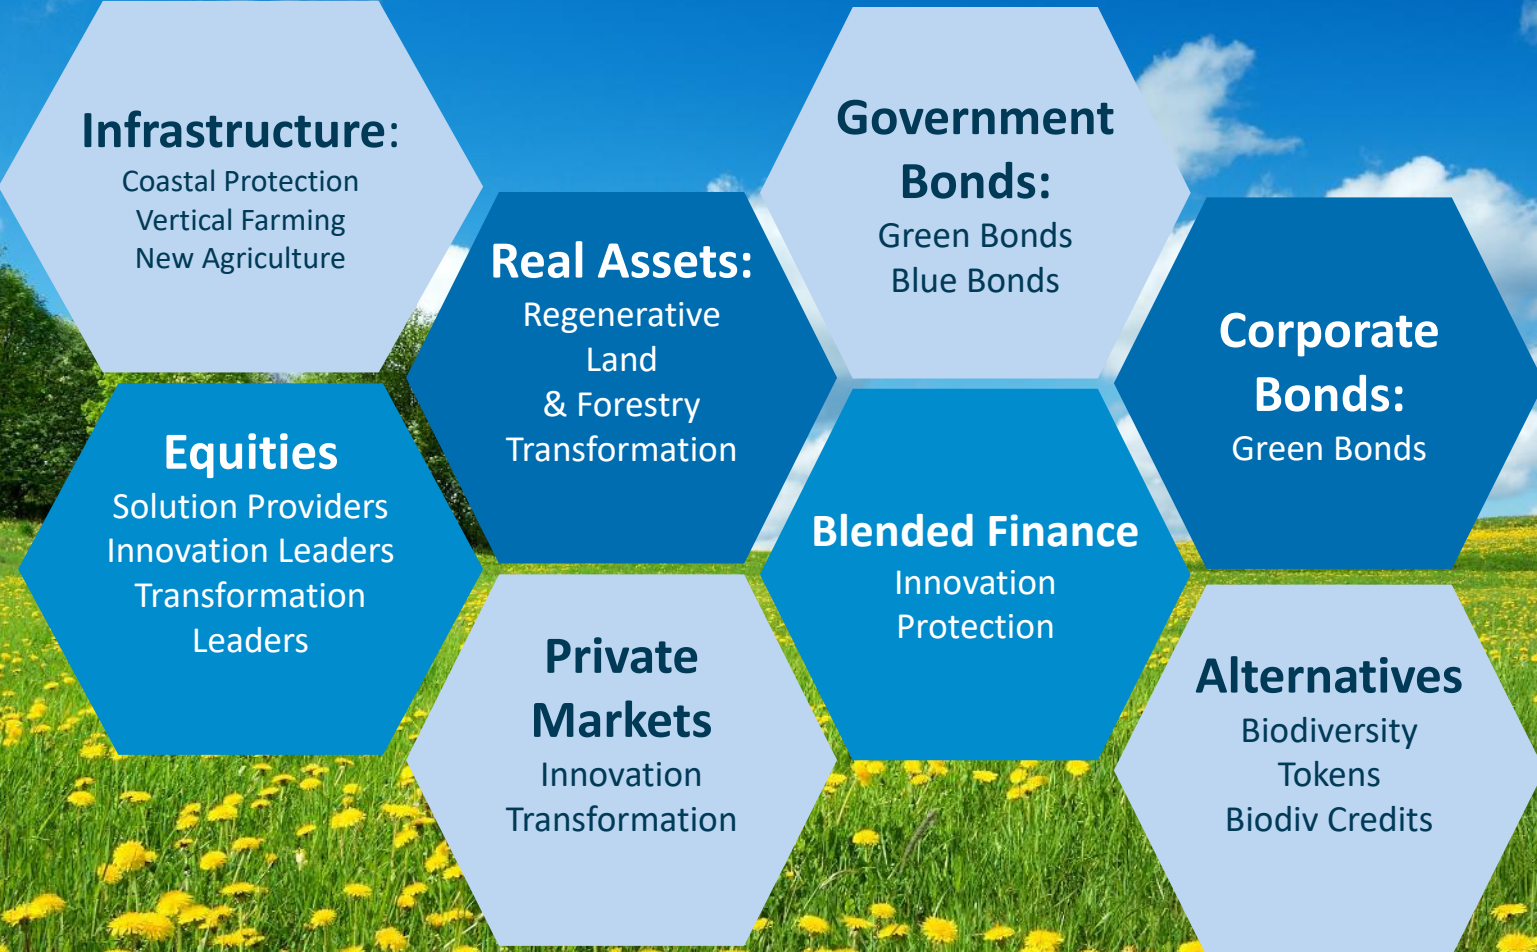 Infrastructure:
Coastal Protection
Vertical Farming
New Agriculture
Equities
Solution Providers
Innovation Leaders
Transformation
Leaders
Real Assets:
Regenerative
Land
& Forestry
Transformation
Private
Markets
Innovation
Transformation
Government
Bonds:
Green Bonds
Blue Bonds
Blended Finance
Innovation
Protection
Corporate
Bonds:
Green Bonds
Alternatives
Biodiversity
Tokens
Biodiv Credits